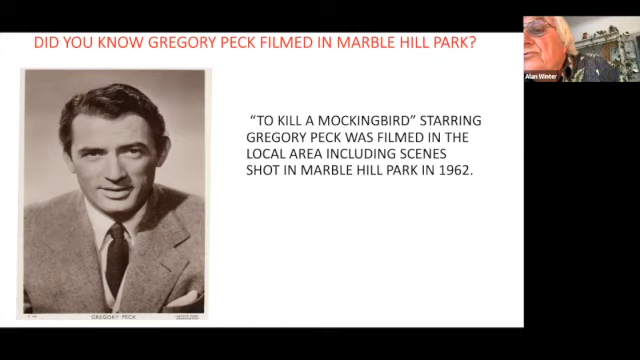 DID YOU KNOW GREGORY PECK FILMED IN MARBLE HILL PARK?
Alan Winter
"TO KILL A MOCKINGBIRD" STARRING
GREGORY PECK WAS FILMED IN THE
LOCAL AREA INCLUDING SCENES
SHOT IN MARBLE HILL PARK IN 1962.
GREGORY PECK